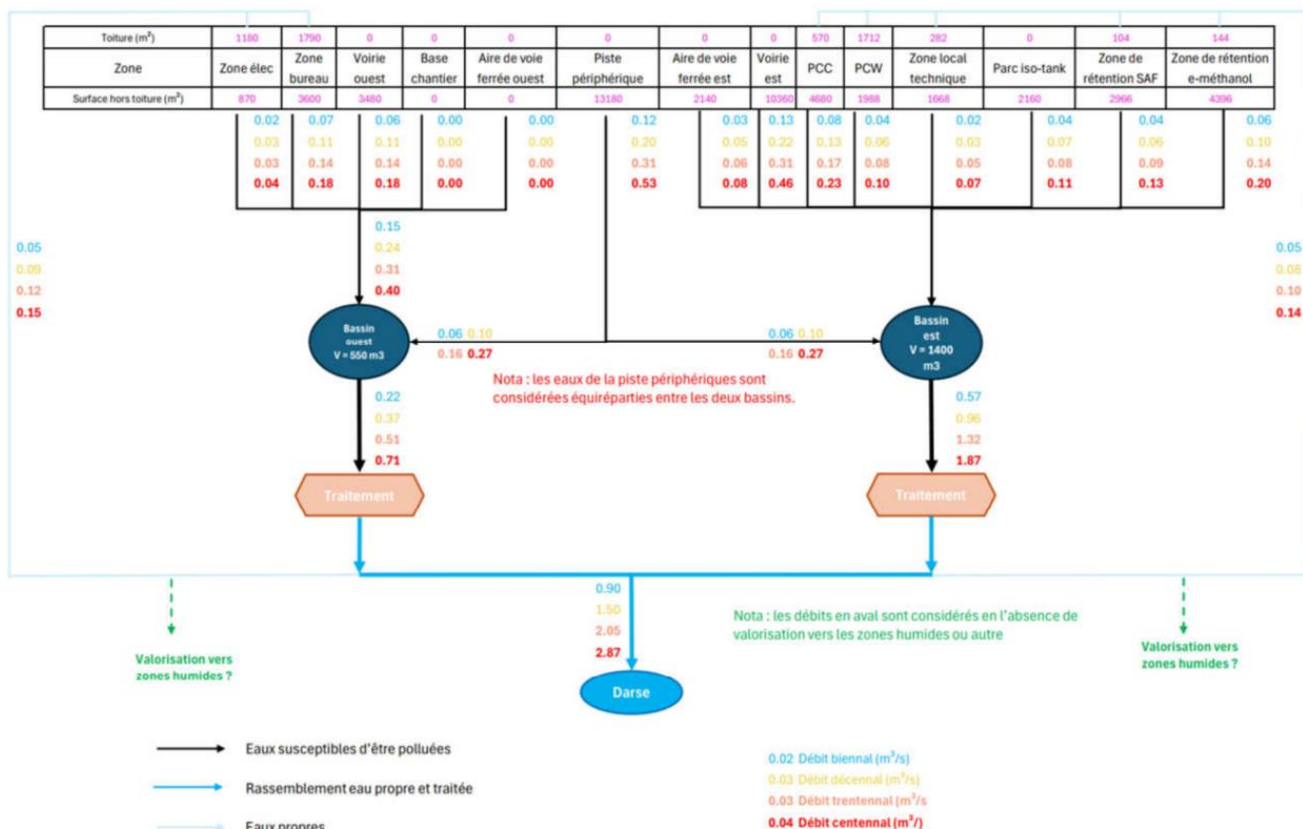 Toiture (m²) 1180 1790 0 0 0 0 0 0 570 1712 282 0 104 144
Zone Zone élec Zone bureau Voirie ouest Base chantier Aire de voie ferrée ouest Piste périphérique Aire de voie ferrée est Voirie est PCC PCW Zone local technique Parc iso-tank Zone de rétention SAF Zone de rétention e-méthanol
Surface hors toiture (m²) 870 3600 3480 0 0 13180 2140 10360 4680 1988 1668 2160 2966 4396
0.02 0.07 0.06 0.00 0.00 0.12 0.03 0.13 0.08 0.04 0.02 0.04 0.04 0.06
0.03 0.11 0.11 0.00 0.00 0.20 0.05 0.22 0.13 0.06 0.03 0.07 0.06 0.10
0.03 0.14 0.14 0.00 0.00 0.31 0.06 0.31 0.17 0.08 0.05 0.08 0.09 0.14
0.04 0.18 0.18 0.00 0.00 0.53 0.08 0.46 0.23 0.10 0.07 0.11 0.13 0.20
0.15
0.24
0.31
0.40
0.05
0.09
0.12
0.15
0.05
0.08
0.10
0.14
Bassin
ouest
V = 550 m3
0.06 0.10
0.16 0.27
0.06 0.10
0.16 0.27
Bassin
est
V = 1400
m3
Nota : les eaux de la piste périphériques sont
considérées équiréparties entre les deux bassins.
0.22
0.37
0.51
0.71
0.57
0.96
1.32
1.87
Traitement
Traitement
0.90
1.50
2.05
2.87
Nota : les débits en aval sont considérés en l'absence de
valorisation vers les zones humides ou autre
Valorisation vers
zones humides ?
Valorisation vers
zones humides ?
Darse
Eaux susceptibles d'être polluées
Rassemblement eau propre et traitée
Eaux propres
0.02 Débit biennal (m³/s)
0.03 Débit décennal (m³/s)
0.03 Débit trentennal (m³/s
0.04 Débit centennal (m³/)